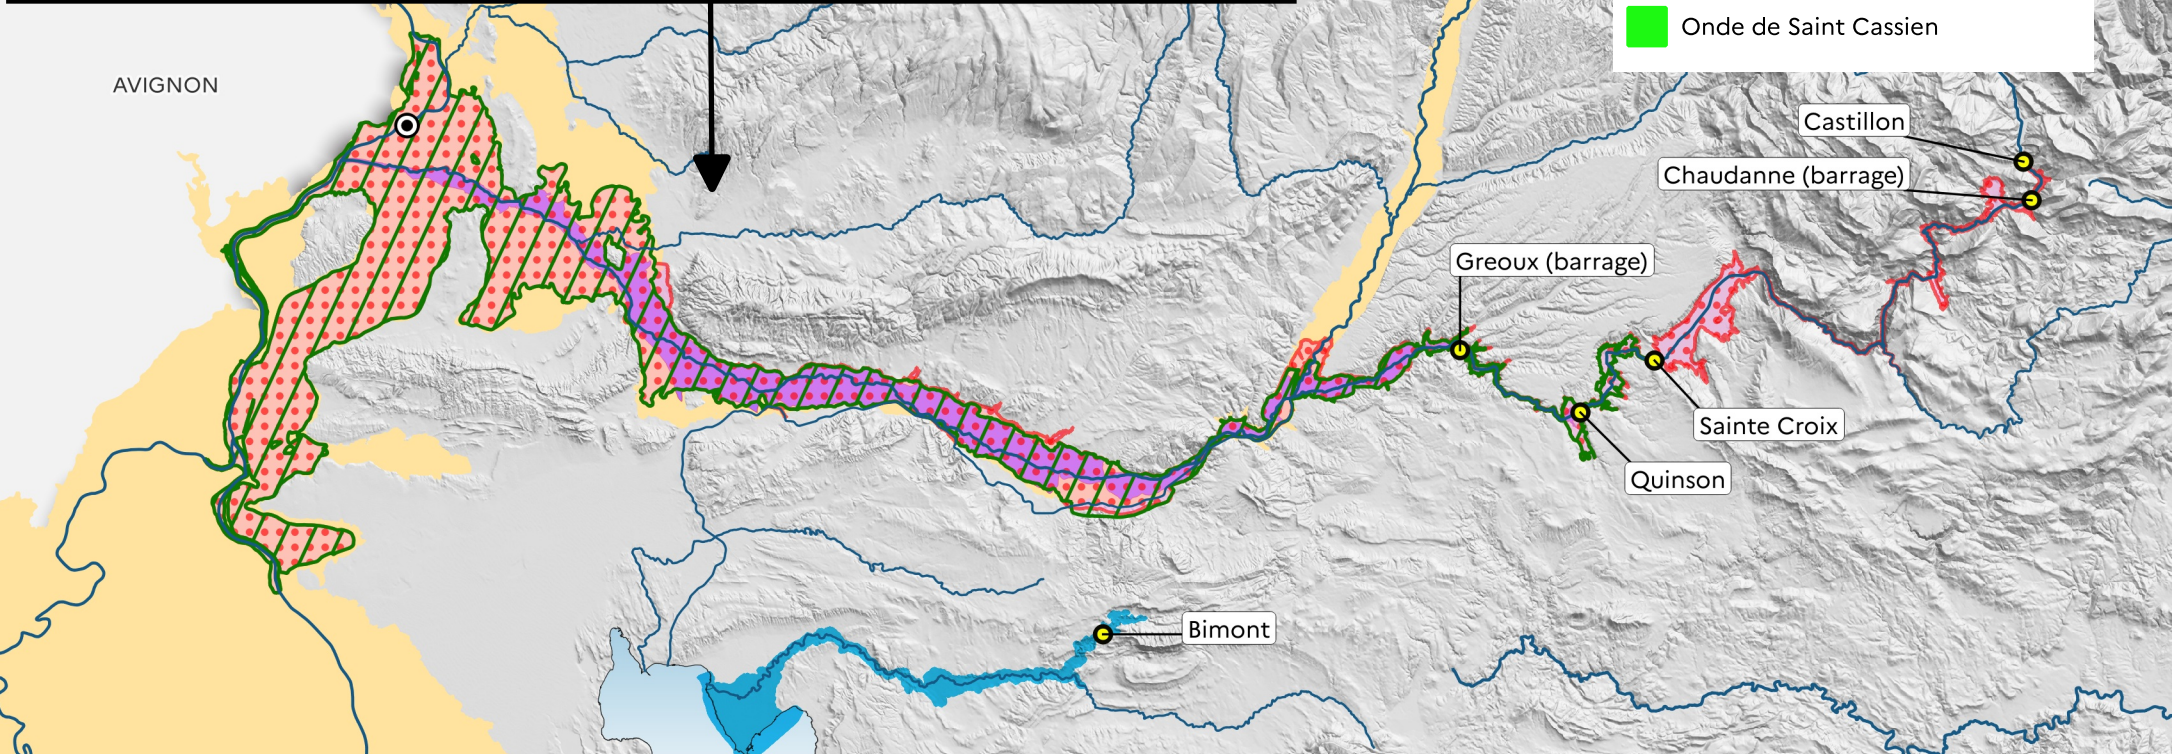 Onde de Saint Cassien
AVIGNON
Castillon
Chaudanne (barrage)
Greoux (barrage)
Sainte Croix
Quinson
Bimont